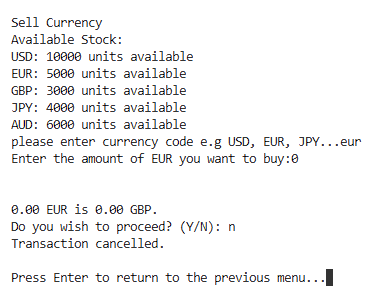 Sell Currency
Available Stock:
USD: 10000 units available
EUR: 5000 units available
GBP: 3000 units available
JPY: 4000 units available
AUD: 6000 units available
please enter currency code e.g USD, EUR, JPY...eur
Enter the amount of EUR you want to buy:0
0.00 EUR is 0.00 GBP.
Do you wish to proceed? (Y/N): n
Transaction cancelled.
Press Enter to return to the previous menu...